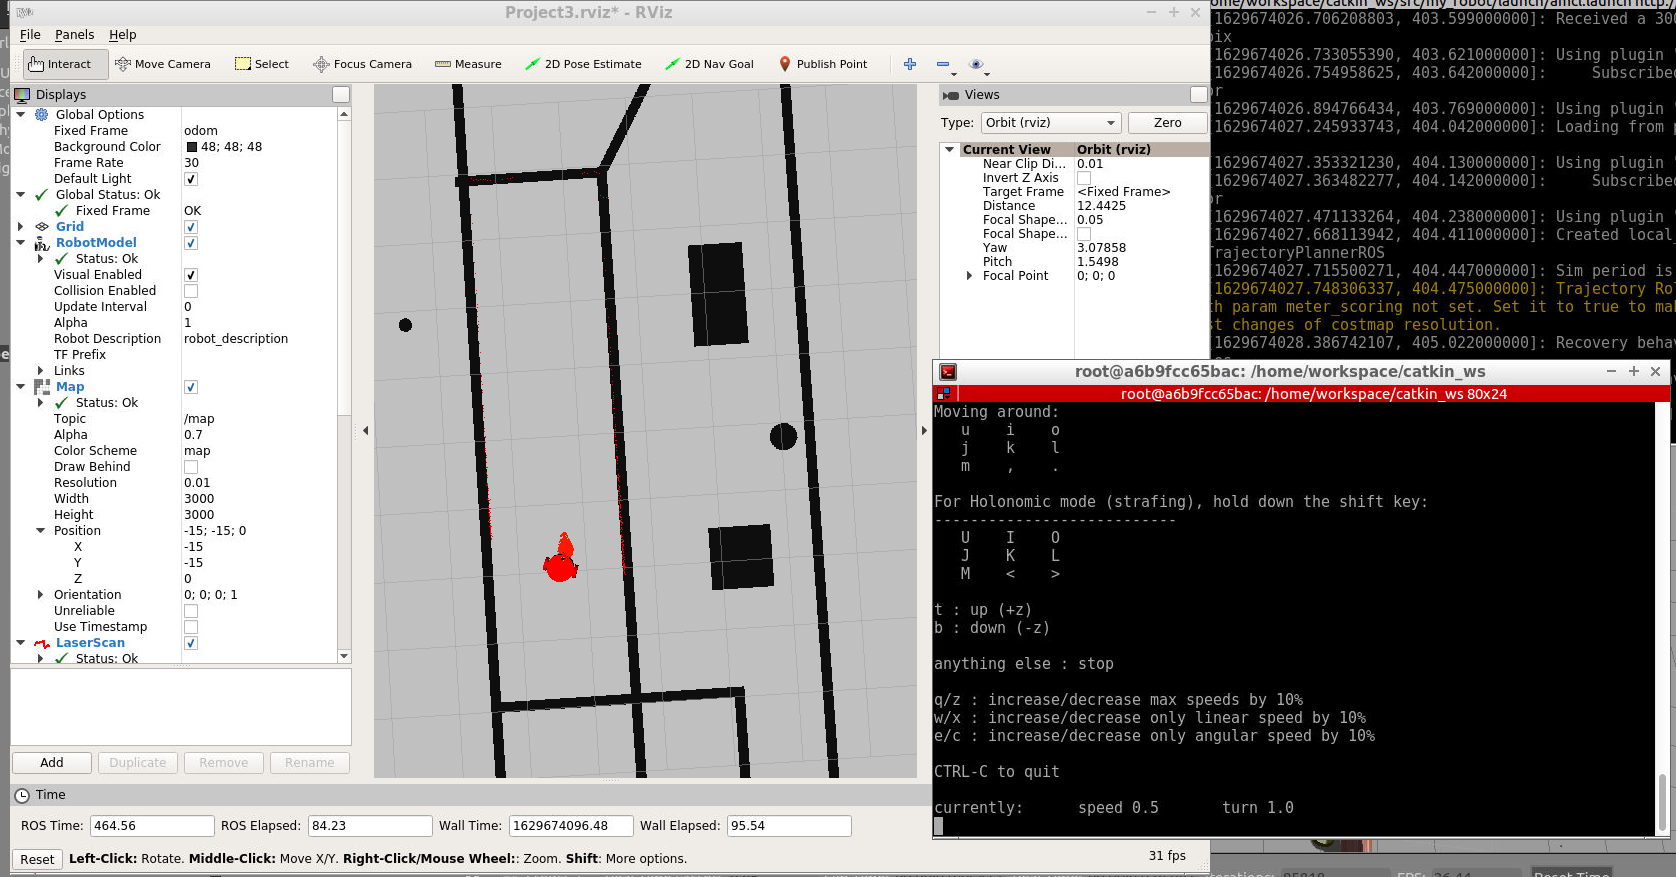 Project3.rviz* - RViz
File Panels Help
Interact Move Camera Select Focus Camera Measure 2D Pose Estimate 2D Nav Goal Publish Point
Displays
Global Options
Fixed Frame odom
Background Color 48; 48; 48
Frame Rate 30
Default Light
Global Status: Ok
Fixed Frame OK
Grid
RobotModel
Status: Ok
Visual Enabled
Collision Enabled
Update Interval 0
Alpha 1
Robot Description robot_description
TF Prefix
Links
Map
Status: Ok
Topic /map
Alpha 0.7
Color Scheme map
Draw Behind
Resolution 0.01
Width 3000
Height 3000
Position -15; -15; 0
X -15
Y -15
Z 0
Orientation 0; 0; 0; 1
Unreliable
Use Timestamp
LaserScan
Status: Ok
Add Duplicate Remove Rename
Time
ROS Time: 464.56 ROS Elapsed: 84.23 Wall Time: 1629674096.48 Wall Elapsed: 95.54
Reset Left-Click: Rotate. Middle-Click: Move X/Y. Right-Click/Mouse Wheel:: Zoom. Shift: More options.
31 fps
Views
Type: Orbit (rviz) Zero
Current View Orbit (rviz)
Near Clip Di... 0.01
Invert Z Axis
Target Frame <Fixed Frame>
Distance 12.4425
Focal Shape... 0.05
Focal Shape...
Yaw 3.07858
Pitch 1.5498
Focal Point 0; 0; 0
ome/workspace/catkin_ws/src/my_robot/launch/amcl.launch http:/
[1629674026.706208803, 403.599000000]: Received a 300
pix
[1629674026.733055390, 403.621000000]: Using plugin
[1629674026.754958625, 403.642000000]: Subscribed
or
[1629674026.894766434, 403.769000000]: Using plugin
[1629674027.245933743, 404.042000000]: Loading from p
[1629674027.353321230, 404.130000000]: Using plugin
[1629674027.363482277, 404.142000000]: Subscribed
or
[1629674027.471133264, 404.238000000]: Using plugin
[1629674027.668113942, 404.411000000]: Created local_
TrajectoryPlannerROS
[1629674027.715500271, 404.447000000]: Sim period is
[1629674027.748306337, 404.475000000]: Trajectory Rol
th param meter_scoring not set. Set it to true to mak
st changes of costmap resolution.
[1629674028.386742107, 405.022000000]: Recovery behav
root@a6b9fcc65bac: /home/workspace/catkin_ws
root@a6b9fcc65bac: /home/workspace/catkin_ws 80x24
Moving around:
u i o
j k l
m , .
For Holonomic mode (strafing), hold down the shift key:
---------------------------
U I O
J K L
M < >
t : up (+z)
b : down (-z)
anything else : stop
q/z : increase/decrease max speeds by 10%
w/x : increase/decrease only linear speed by 10%
e/c : increase/decrease only angular speed by 10%
CTRL-C to quit
currently: speed 0.5 turn 1.0